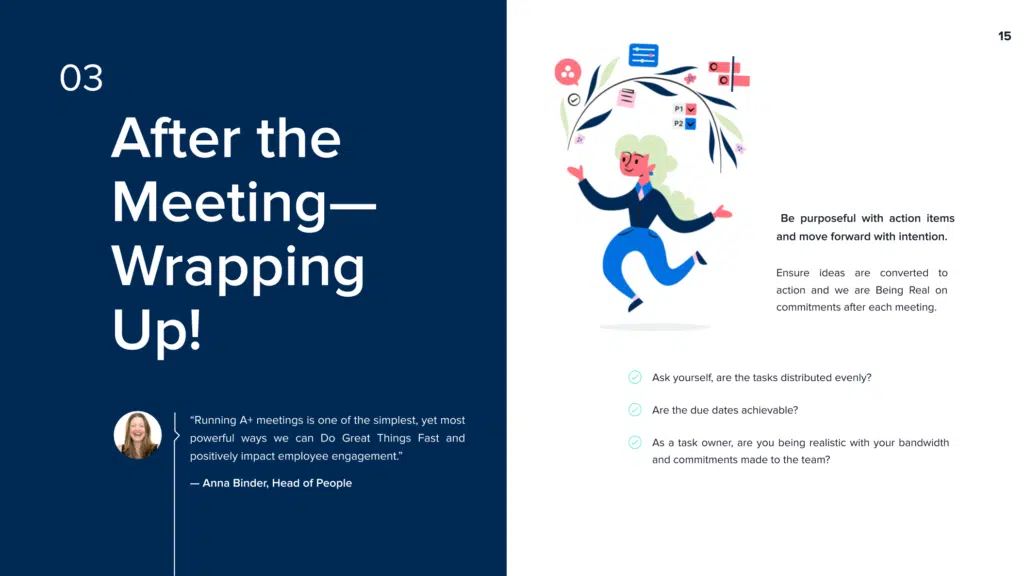 03
After the
Meeting—
Wrapping
Up!
“Running A+ meetings is one of the simplest, yet most
powerful ways we can Do Great Things Fast and
positively impact employee engagement.”
— Anna Binder, Head of People
15
P1
P2
Be purposeful with action items
and move forward with intention.
Ensure ideas are converted to
action and we are Being Real on
commitments after each meeting.
Ask yourself, are the tasks distributed evenly?
Are the due dates achievable?
As a task owner, are you being realistic with your bandwidth
and commitments made to the team?